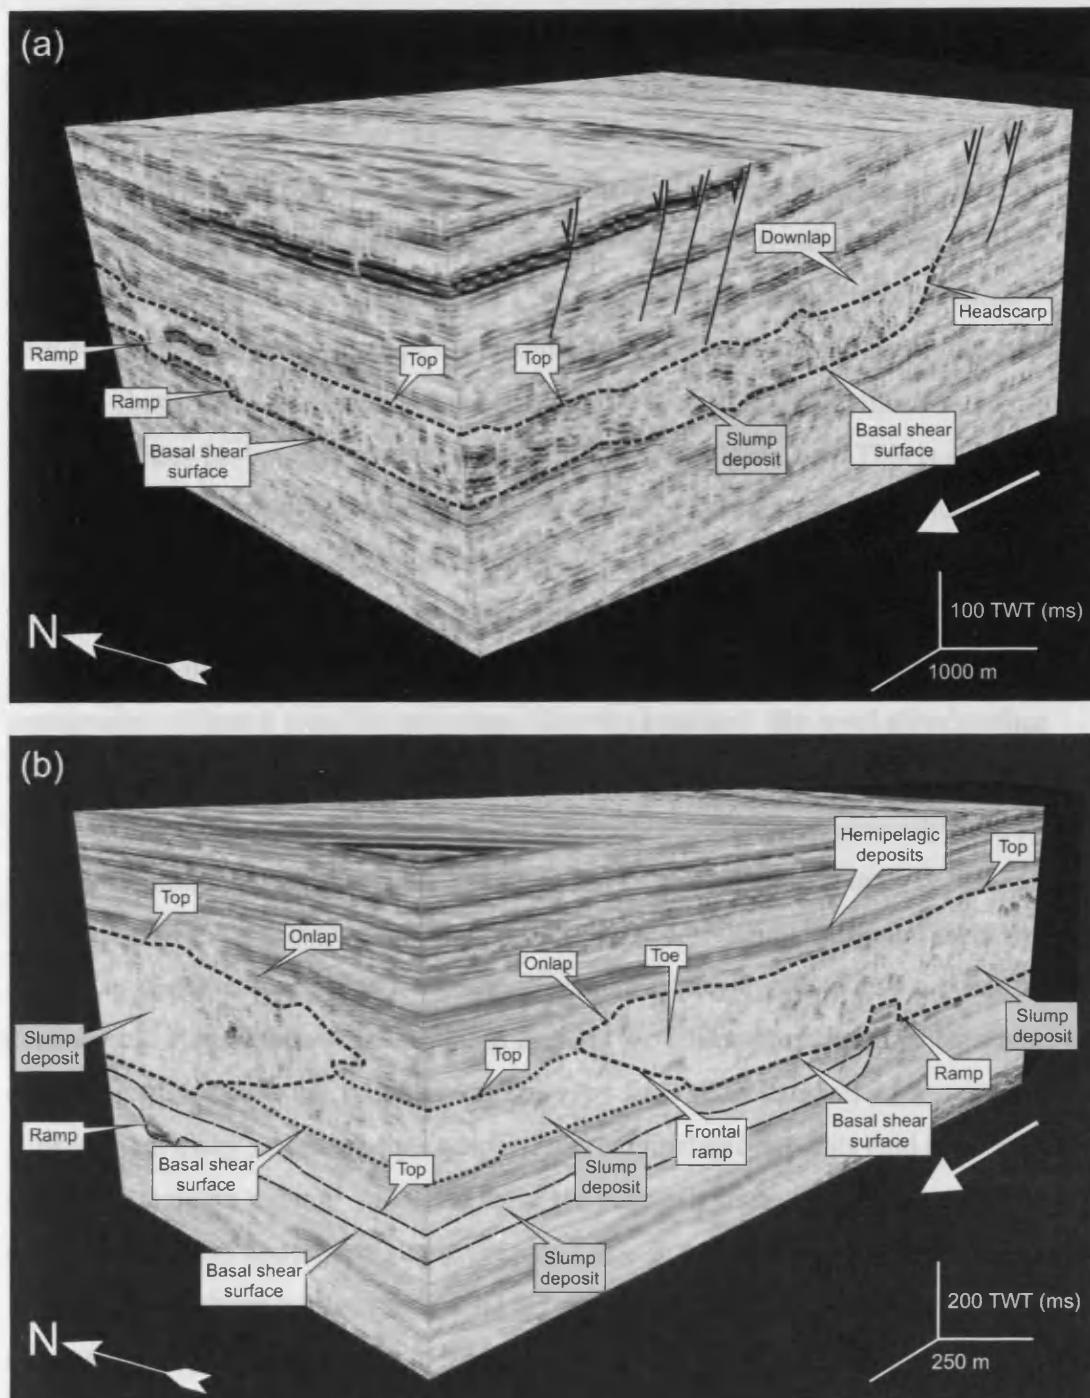 (a)
Downlap
Headscarp
Ramp
Top
Top
Ramp
Basal shear
surface
Slump
deposit
Basal shear
surface
100 TWT (ms)
1000 m
N
(b)
Hemipelagic
deposits
Top
Top
Onlap
Onlap
Toe
Slump
deposit
Slump
deposit
Top
Ramp
Ramp
Basal shear
surface
Frontal
ramp
Basal shear
surface
Top
Slump
deposit
Basal shear
surface
Slump
deposit
200 TWT (ms)
250 m
N